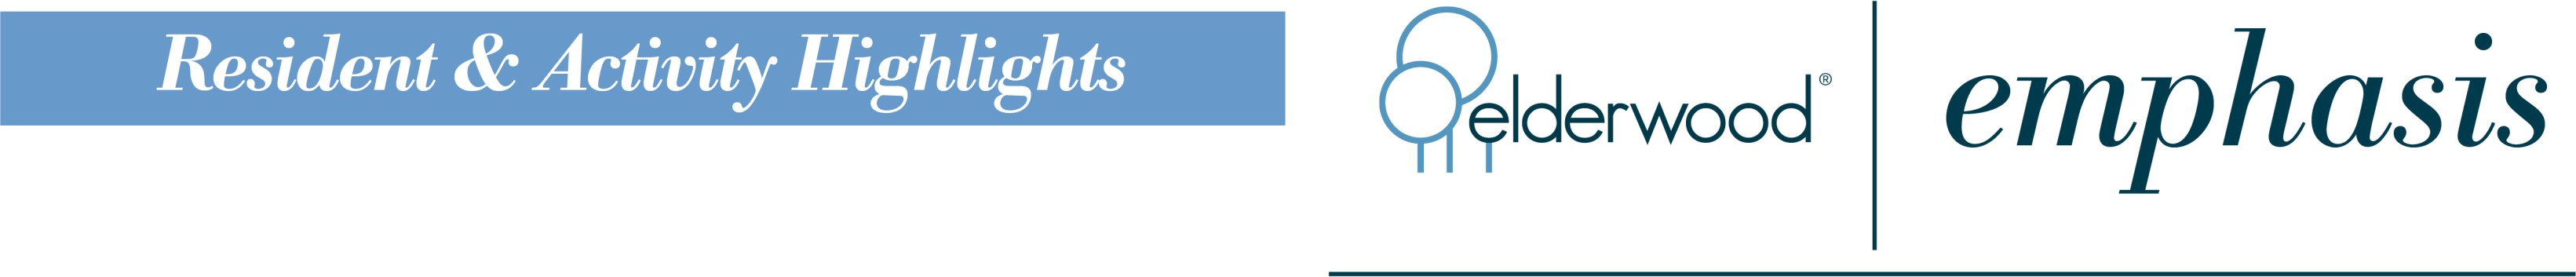 Resident & Activity Highlights
elderwood®
emphasis